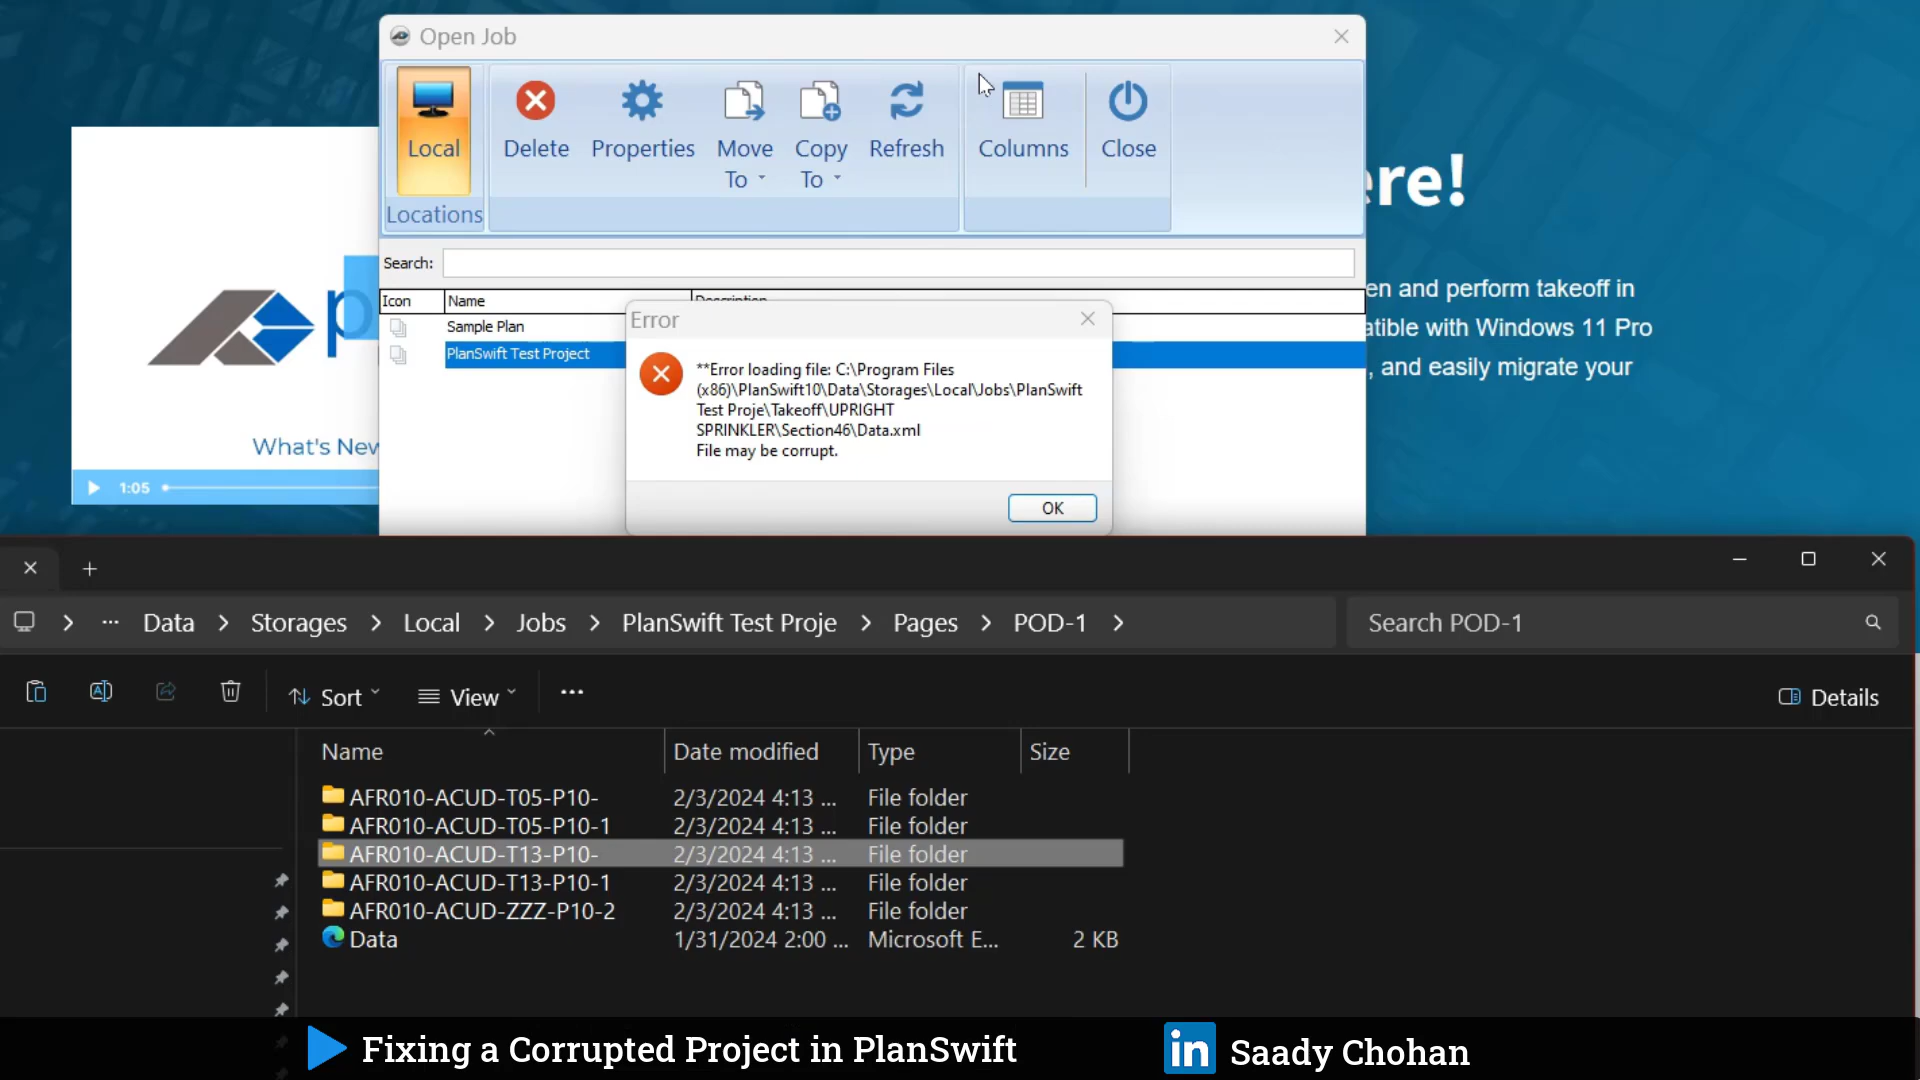 Open Job
Local
Delete
Properties
Move To
Copy To
Refresh
Columns
Close
Locations
ere!
Search:
Icon Name Description
Sample Plan
PlanSwift Test Project
Error
**Error loading file: C:\Program Files
(x86)\PlanSwift10\Data\Storages\Local\Jobs\PlanSwift
Test Proje\Takeoff\UPRIGHT
SPRINKLER\Section46\Data.xml
File may be corrupt.
OK
en and perform takeoff in
atible with Windows 11 Pro
, and easily migrate your
p
What's New
1:05
Data Storages Local Jobs PlanSwift Test Proje Pages POD-1
Search POD-1
Sort View ... Details
Name Date modified Type Size
AFR010-ACUD-T05-P10- 2/3/2024 4:13 ... File folder
AFR010-ACUD-T05-P10-1 2/3/2024 4:13 ... File folder
AFR010-ACUD-T13-P10- 2/3/2024 4:13 ... File folder
AFR010-ACUD-T13-P10-1 2/3/2024 4:13 ... File folder
AFR010-ACUD-ZZZ-P10-2 2/3/2024 4:13 ... File folder
Data 1/31/2024 2:00 ... Microsoft E... 2 KB
Fixing a Corrupted Project in PlanSwift
in Saady Chohan